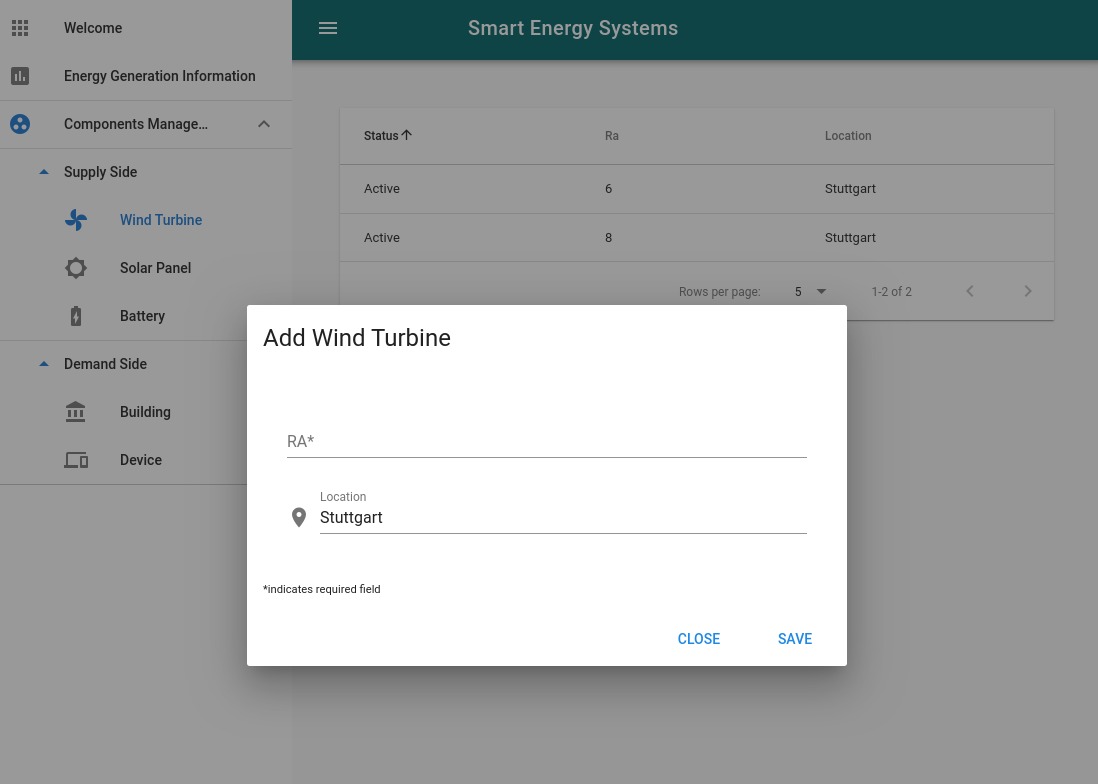 Welcome
Energy Generation Information
Components Manage...
Supply Side
Wind Turbine
Solar Panel
Battery
Demand Side
Building
Device
Smart Energy Systems
Status Ra Location
Active 6 Stuttgart
Active 8 Stuttgart
Rows per page: 5 1-2 of 2
Add Wind Turbine
RA*
Location
Stuttgart
*indicates required field
CLOSE SAVE